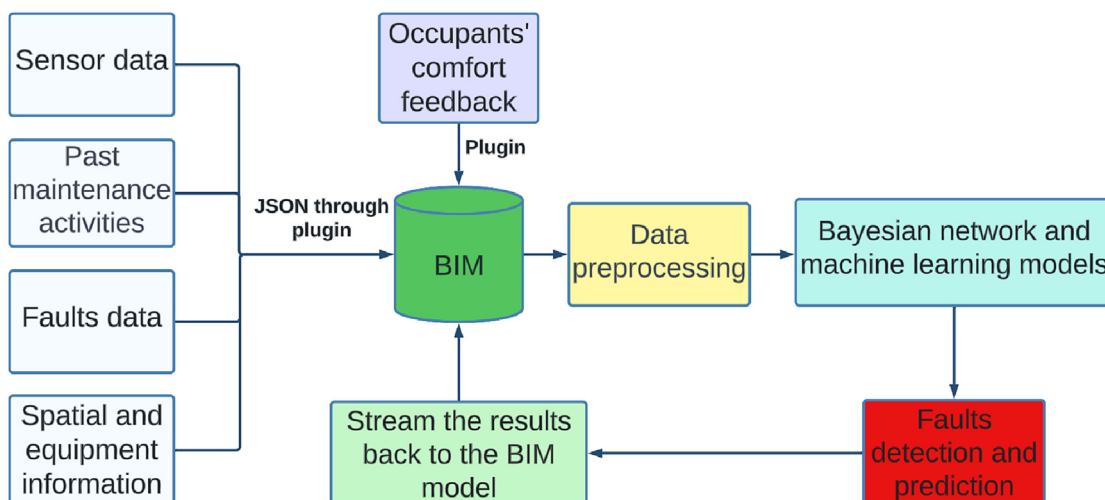 Sensor data
Past
maintenance
activities
Faults data
Spatial and
equipment
information
JSON through
plugin
Occupants'
comfort
feedback
Plugin
BIM
Data
preprocessing
Bayesian network and
machine learning models
Faults
detection and
prediction
Stream the results
back to the BIM
model